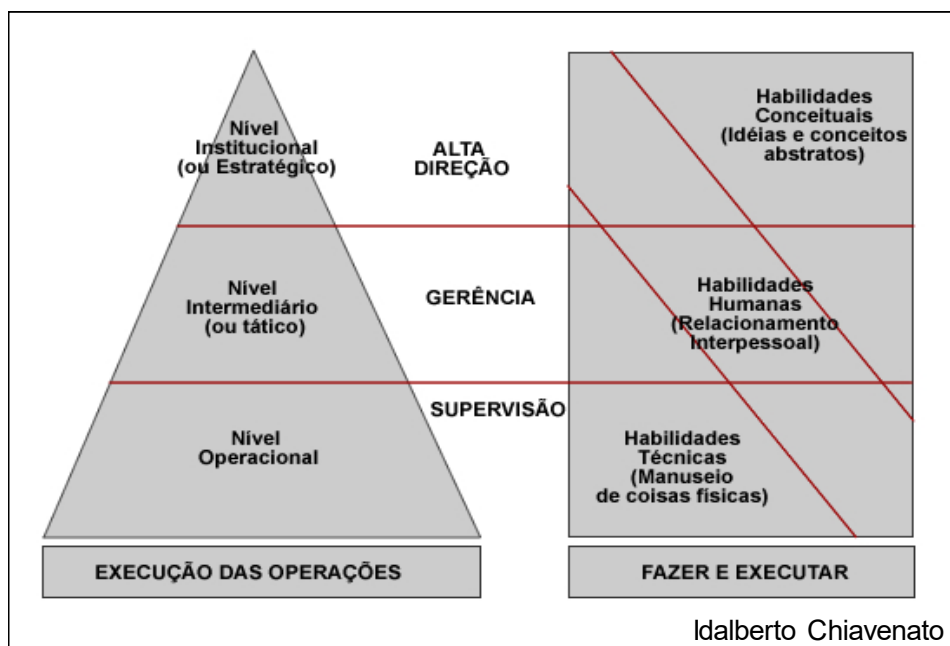 Nível
Institucional
(ou Estratégico)
ALTA
DIREÇÃO
Habilidades
Conceituais
(Idéias e conceitos
abstratos)
Nível
Intermediário
(ou tático)
GERÊNCIA
Habilidades
Humanas
(Relacionamento
Interpessoal)
SUPERVISÃO
Nível
Operacional
Habilidades
Técnicas
(Manuseio
de coisas físicas)
EXECUÇÃO DAS OPERAÇÕES
FAZER E EXECUTAR
Idalberto Chiavenato